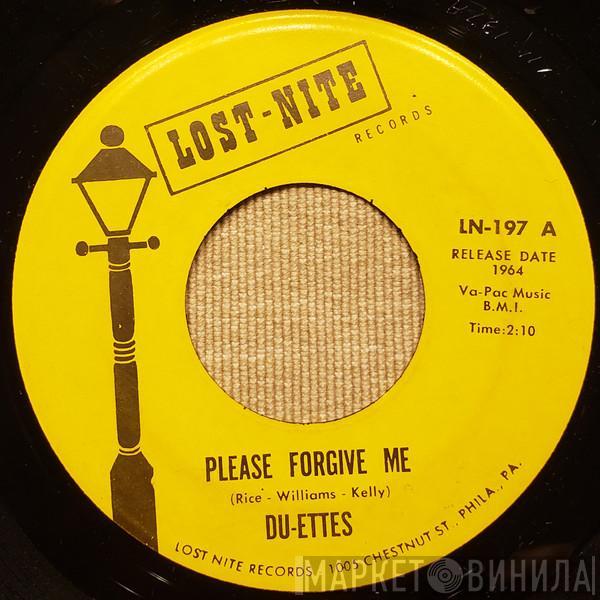 LOST-NITE
RECORDS
LN-197 A
RELEASE DATE
1964
Va-Pac Music
B.M.I.
Time:2:10
PLEASE FORGIVE ME
(Rice - Williams - Kelly)
DU-ETTES
LOST NITE RECORDS / 1005 CHESTNUT ST., PHILA., PA.
МАРКЕТ ВИНИЛА